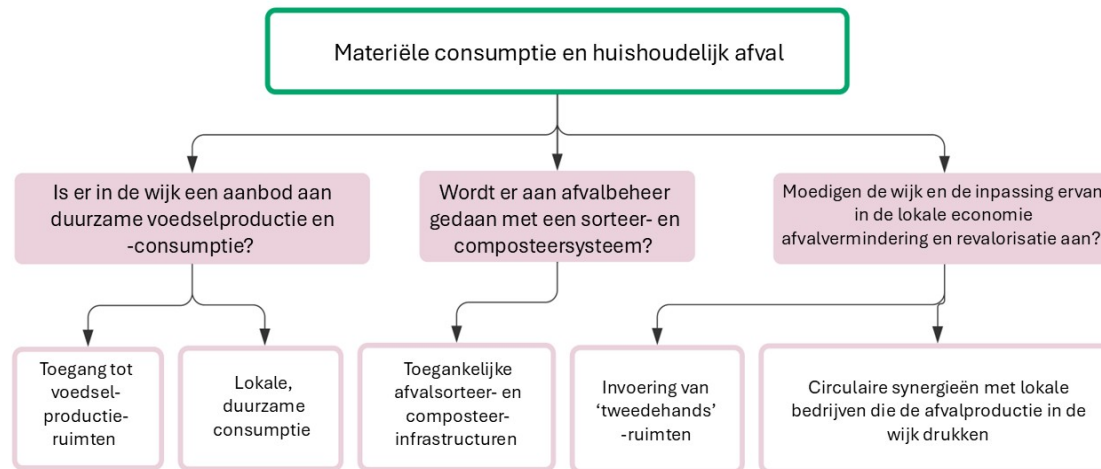 Materiële consumptie en huishoudelijk afval
Is er in de wijk een aanbod aan
duurzame voedselproductie en
-consumptie?
Wordt er aan afvalbeheer
gedaan met een sorteer- en
composteersysteem?
Moedigen de wijk en de inpassing ervan
in de lokale economie
afvalvermindering en revalorisatie aan?
Toegang tot
voedsel-
productie-
ruimten
Lokale,
duurzame
consumptie
Toegankelijke
afvalsorteer- en
composteer-
infrastructuren
Invoering van
‘tweedehands’
-ruimten
Circulaire synergieën met lokale
bedrijven die de afvalproductie in de
wijk drukken